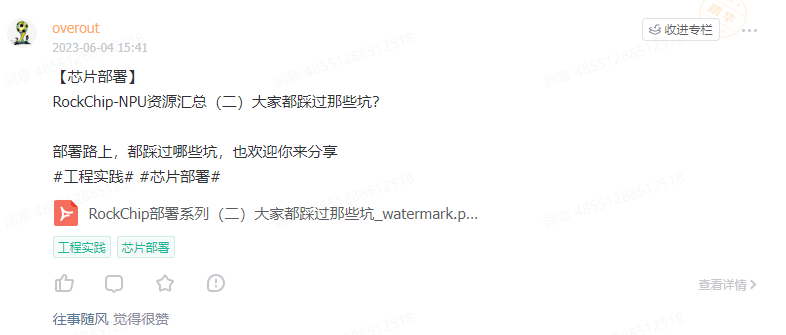 overout
收进专栏
2023-06-04 15:41
【芯片部署】
RockChip-NPU资源汇总（二）大家都踩过那些坑？
部署路上，都踩过哪些坑，也欢迎你来分享
#工程实践# #芯片部署#
RockChip部署系列（二）大家都踩过那些坑_watermark.p...
工程实践 芯片部署
查看详情
往事随风 觉得很赞